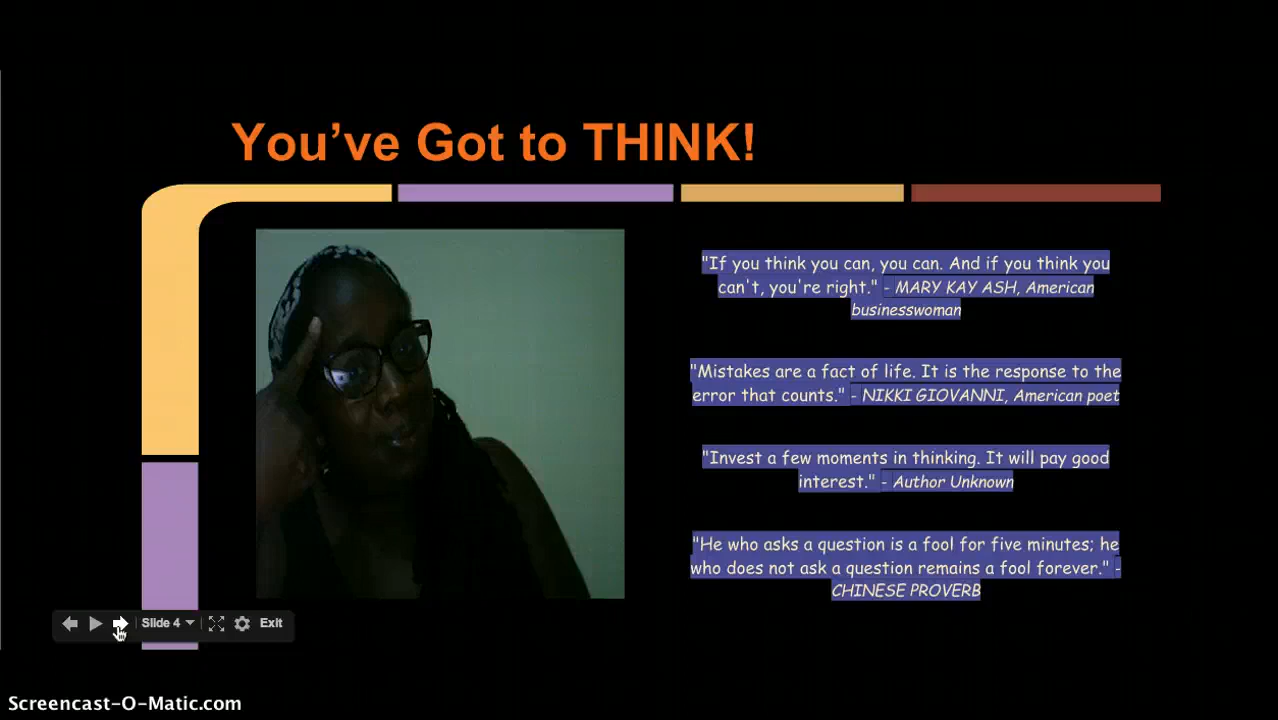 You’ve Got to THINK!
"If you think you can, you can. And if you think you
can't, you're right." - MARY KAY ASH, American
businesswoman
"Mistakes are a fact of life. It is the response to the
error that counts." - NIKKI GIOVANNI, American poet
"Invest a few moments in thinking. It will pay good
interest." - Author Unknown
"He who asks a question is a fool for five minutes; he
who does not ask a question remains a fool forever." -
CHINESE PROVERB
Slide 4 Exit
Screencast-O-Matic.com